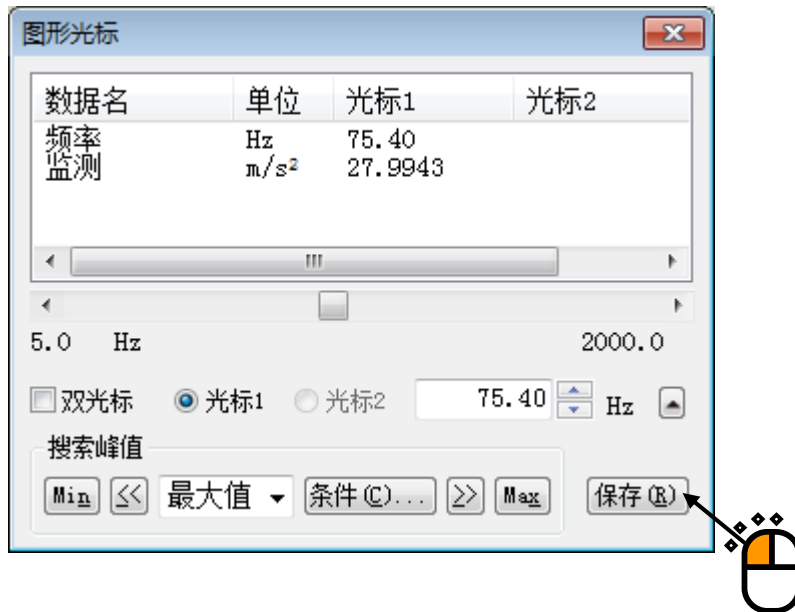 图形光标
数据名 单位 光标1 光标2
频率 Hz 75.40
监测 m/s² 27.9943
5.0 Hz 2000.0
双光标 光标1 光标2 75.40 Hz
搜索峰值
Min << 最大值 条件(C)... >> Max 保存(R)